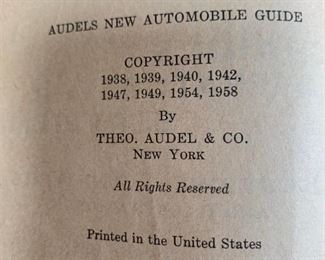 AUDELS NEW AUTOMOBILE GUIDE
COPYRIGHT
1938, 1939, 1940, 1942,
1947, 1949, 1954, 1958
By
THEO. AUDEL & CO.
NEW YORK
All Rights Reserved
Printed in the United States